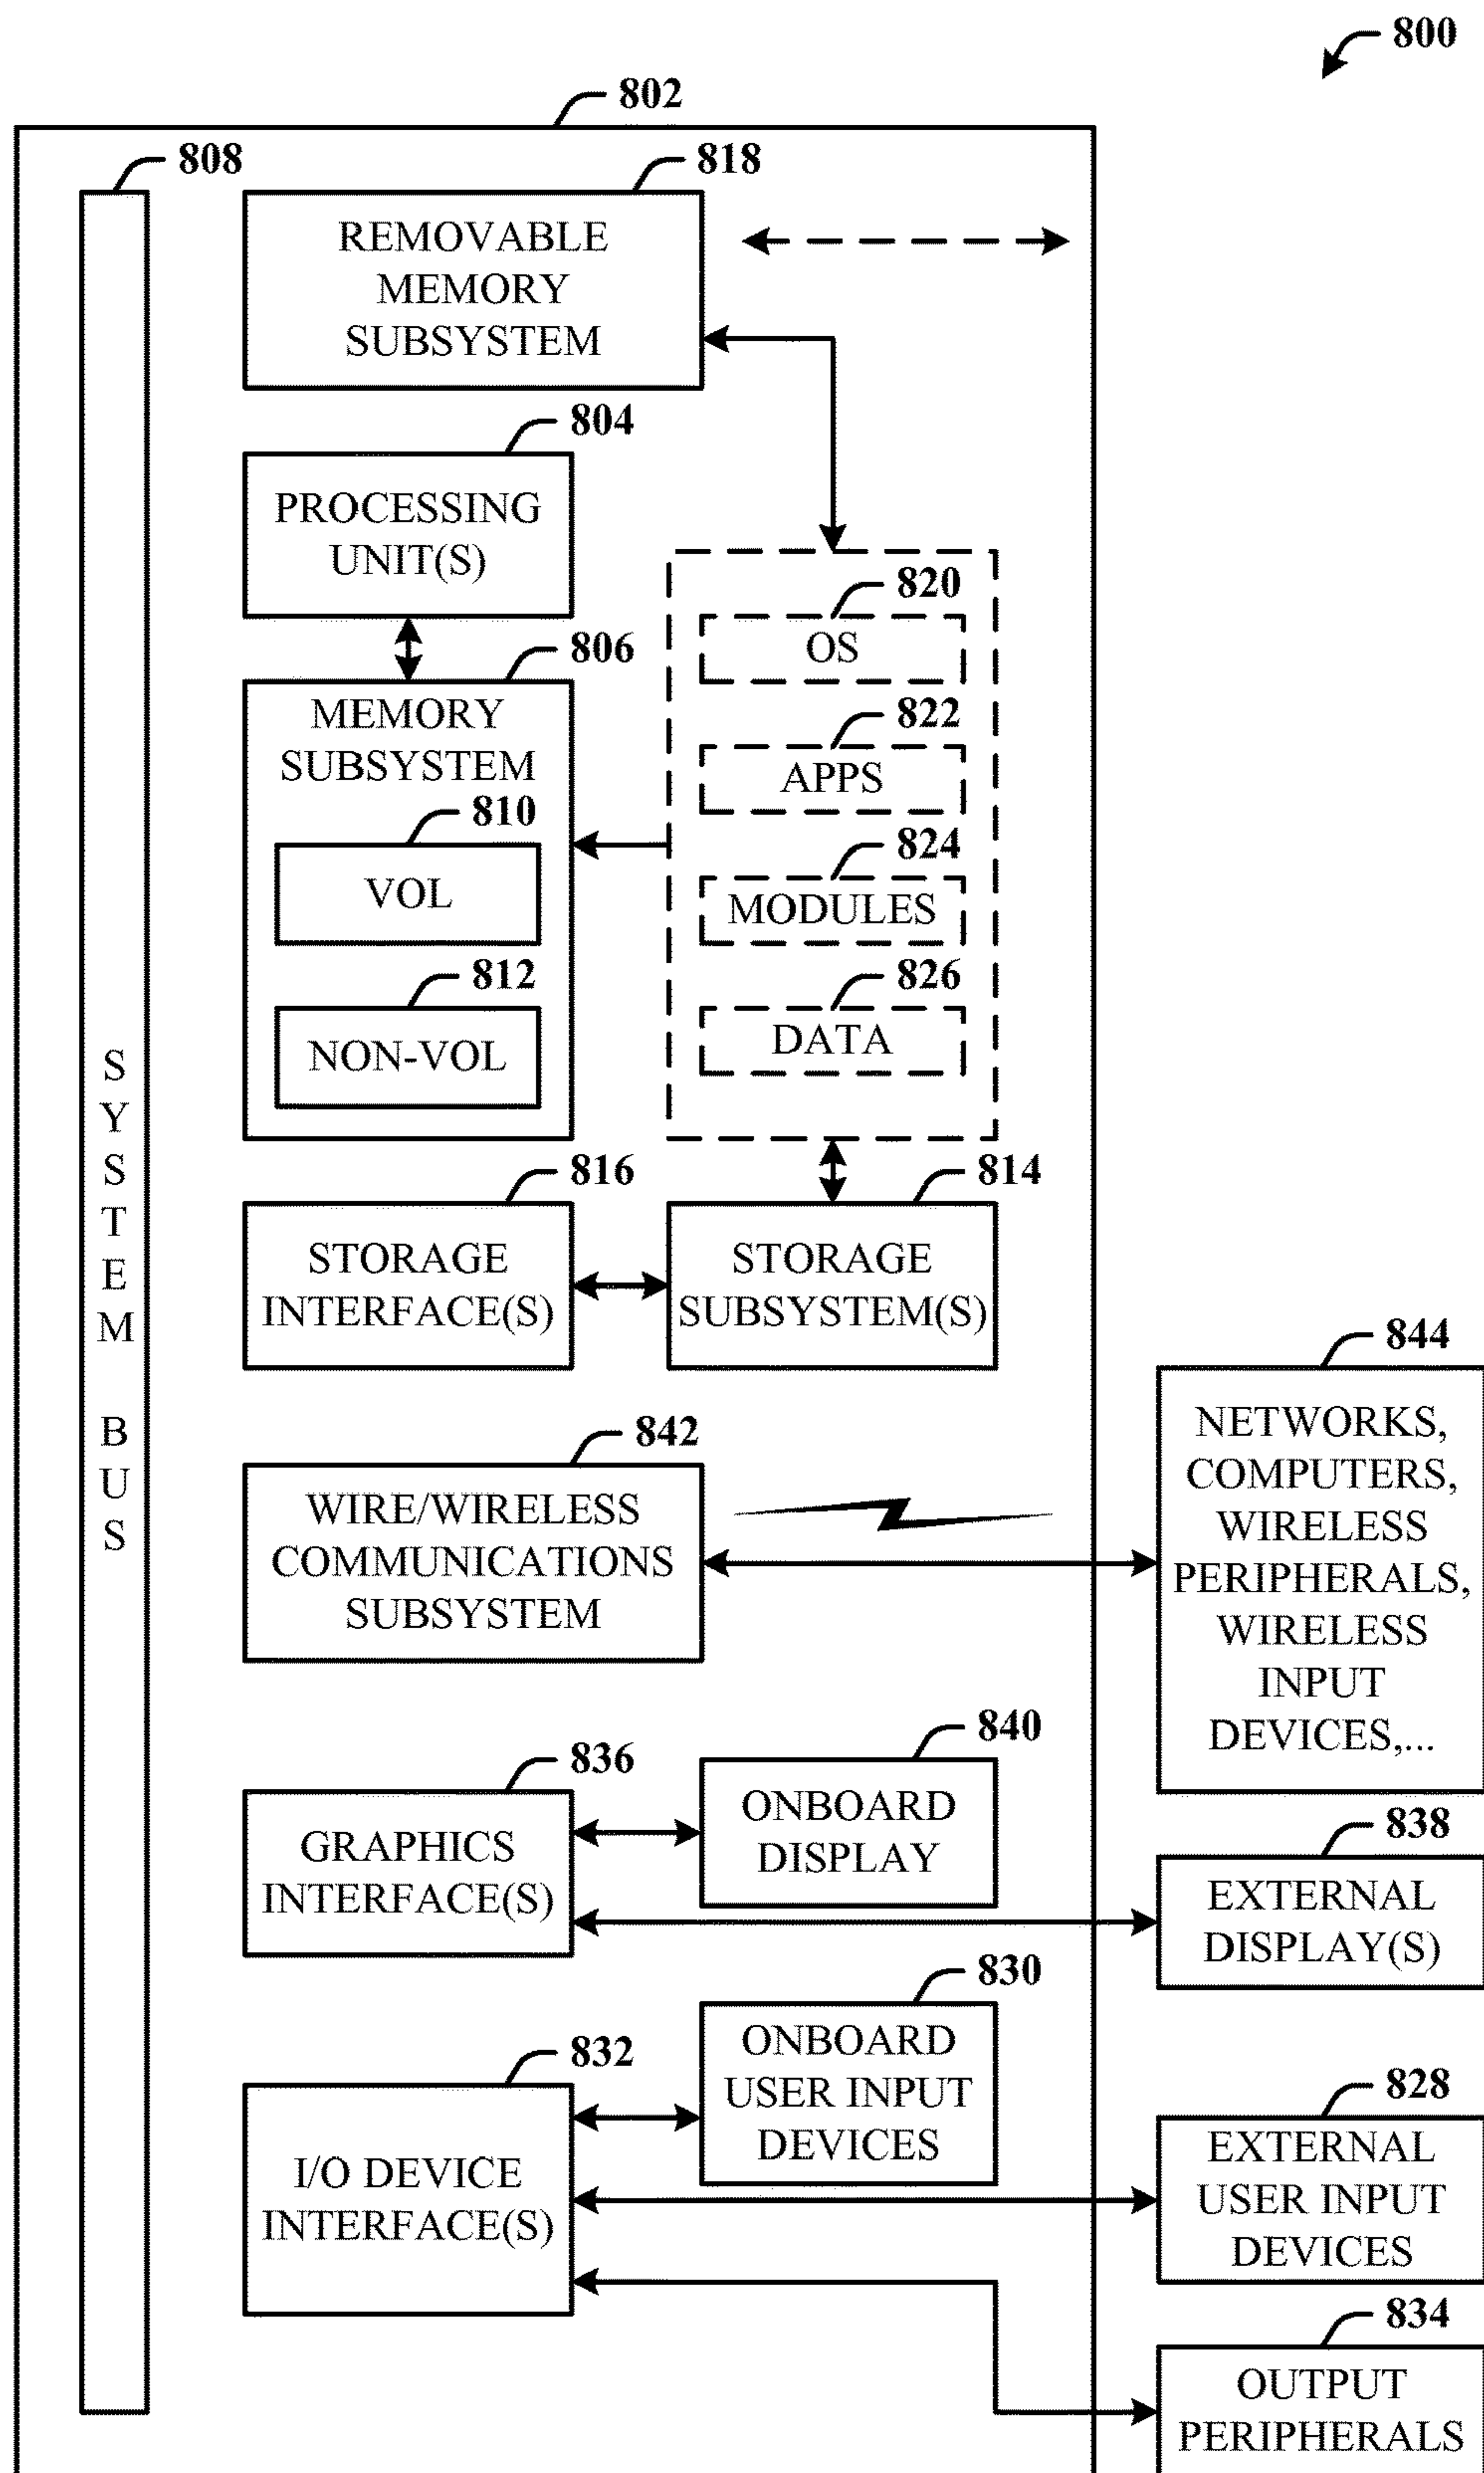 800
802
808
818
REMOVABLE
MEMORY
SUBSYSTEM
804
PROCESSING
UNIT(S)
806
MEMORY
SUBSYSTEM
810
VOL
812
NON-VOL
820
OS
822
APPS
824
MODULES
826
DATA
SYSTEM BUS
816
STORAGE
INTERFACE(S)
814
STORAGE
SUBSYSTEM(S)
842
WIRE/WIRELESS
COMMUNICATIONS
SUBSYSTEM
844
NETWORKS,
COMPUTERS,
WIRELESS
PERIPHERALS,
WIRELESS
INPUT
DEVICES,...
836
GRAPHICS
INTERFACE(S)
840
ONBOARD
DISPLAY
838
EXTERNAL
DISPLAY(S)
832
I/O DEVICE
INTERFACE(S)
830
ONBOARD
USER INPUT
DEVICES
828
EXTERNAL
USER INPUT
DEVICES
834
OUTPUT
PERIPHERALS